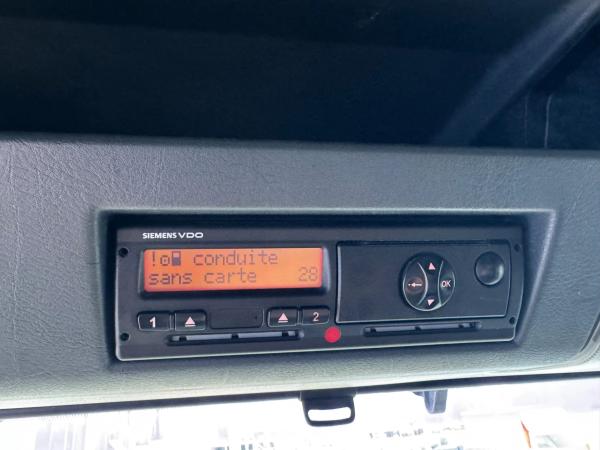 SIEMENS VDO
! conduite
sans carte 28
1 2
OK